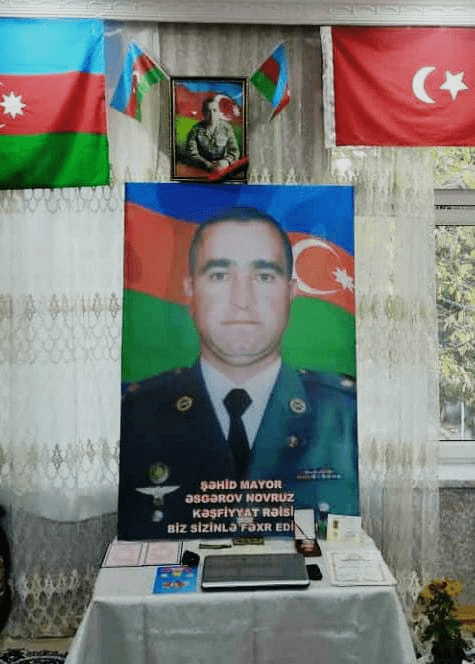 ŞƏHİD MAYOR
ƏSGƏROV NOVRUZ
KƏŞFİYYAT RƏİSİ
BİZ SİZİNLƏ FƏXR EDİ